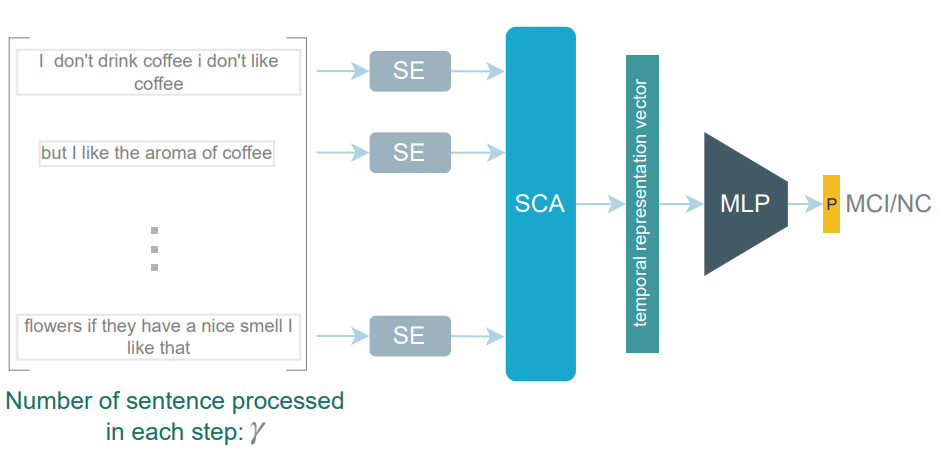 I don't drink coffee i don't like
coffee
SE
but I like the aroma of coffee
SE
SCA
temporal representation vector
MLP
P
MCI/NC
flowers if they have a nice smell I
like that
SE
Number of sentence processed
in each step: γ